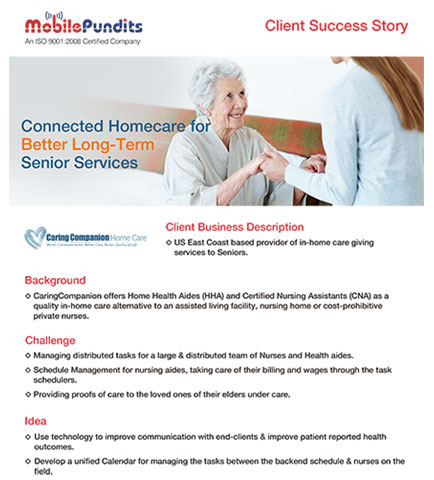 MobilePundits
An ISO 9001:2008 Certified Company
Client Success Story
Connected Homecare for
Better Long-Term
Senior Services
Caring Companion Home Care
Client Business Description
◇ US East Coast based provider of in-home care giving
services to Seniors.
Background
◇ CaringCompanion offers Home Health Aides (HHA) and Certified Nursing Assistants (CNA) as a
quality in-home care alternative to an assisted living facility, nursing home or cost-prohibitive
private nurses.
Challenge
◇ Managing distributed tasks for a large & distributed team of Nurses and Health aides.
◇ Schedule Management for nursing aides, taking care of their billing and wages through the task
schedulers.
◇ Providing proofs of care to the loved ones of their elders under care.
Idea
◇ Use technology to improve communication with end-clients & improve patient reported health
outcomes.
◇ Develop a unified Calendar for managing the tasks between the backend schedule & nurses on the
field.